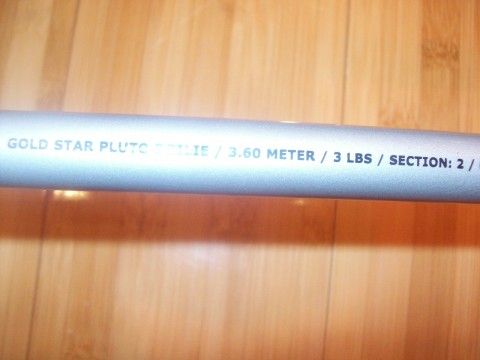 GOLD STAR PLUTO / 3.60 METER / 3 LBS / SECTION: 2 /